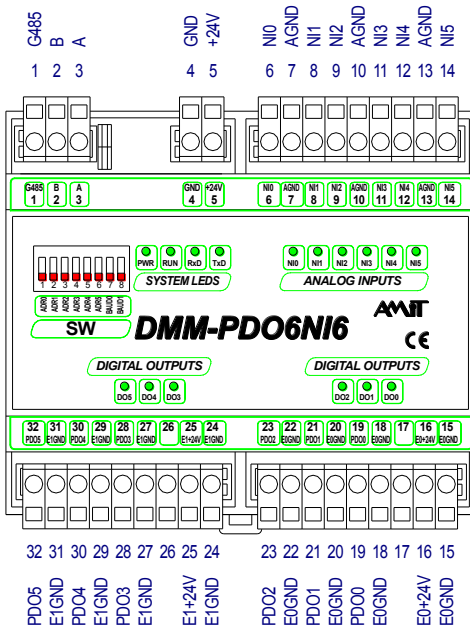 G485 B A GND +24V NI0 AGND NI1 NI2 AGND NI3 NI4 AGND NI5
1 2 3 4 5 6 7 8 9 10 11 12 13 14
G485 B A GND +24V NI0 AGND NI1 NI2 AGND NI3 NI4 AGND NI5
1 2 3 4 5 6 7 8 9 10 11 12 13 14
PWR RUN RxD TxD NI0 NI1 NI2 NI3 NI4 NI5
SYSTEM LEDS ANALOG INPUTS
1 2 3 4 5 6 7 8
ADR0 ADR1 ADR2 ADR3 ADR4 ADR5 BAUD0 BAUD1
SW
AMiT
DMM-PDO6NI6
CE
DIGITAL OUTPUTS DIGITAL OUTPUTS
DO5 DO4 DO3 DO2 DO1 DO0
32 31 30 29 28 27 26 25 24 23 22 21 20 19 18 17 16 15
PDO5 E1GND PDO4 E1GND PDO3 E1GND E1+24V E1GND PDO2 E0GND PDO1 E0GND PDO0 E0GND E0+24V E0GND
32 31 30 29 28 27 26 25 24 23 22 21 20 19 18 17 16 15
PDO5 E1GND PDO4 E1GND PDO3 E1GND E1+24V E1GND PDO2 E0GND PDO1 E0GND PDO0 E0GND E0+24V E0GND